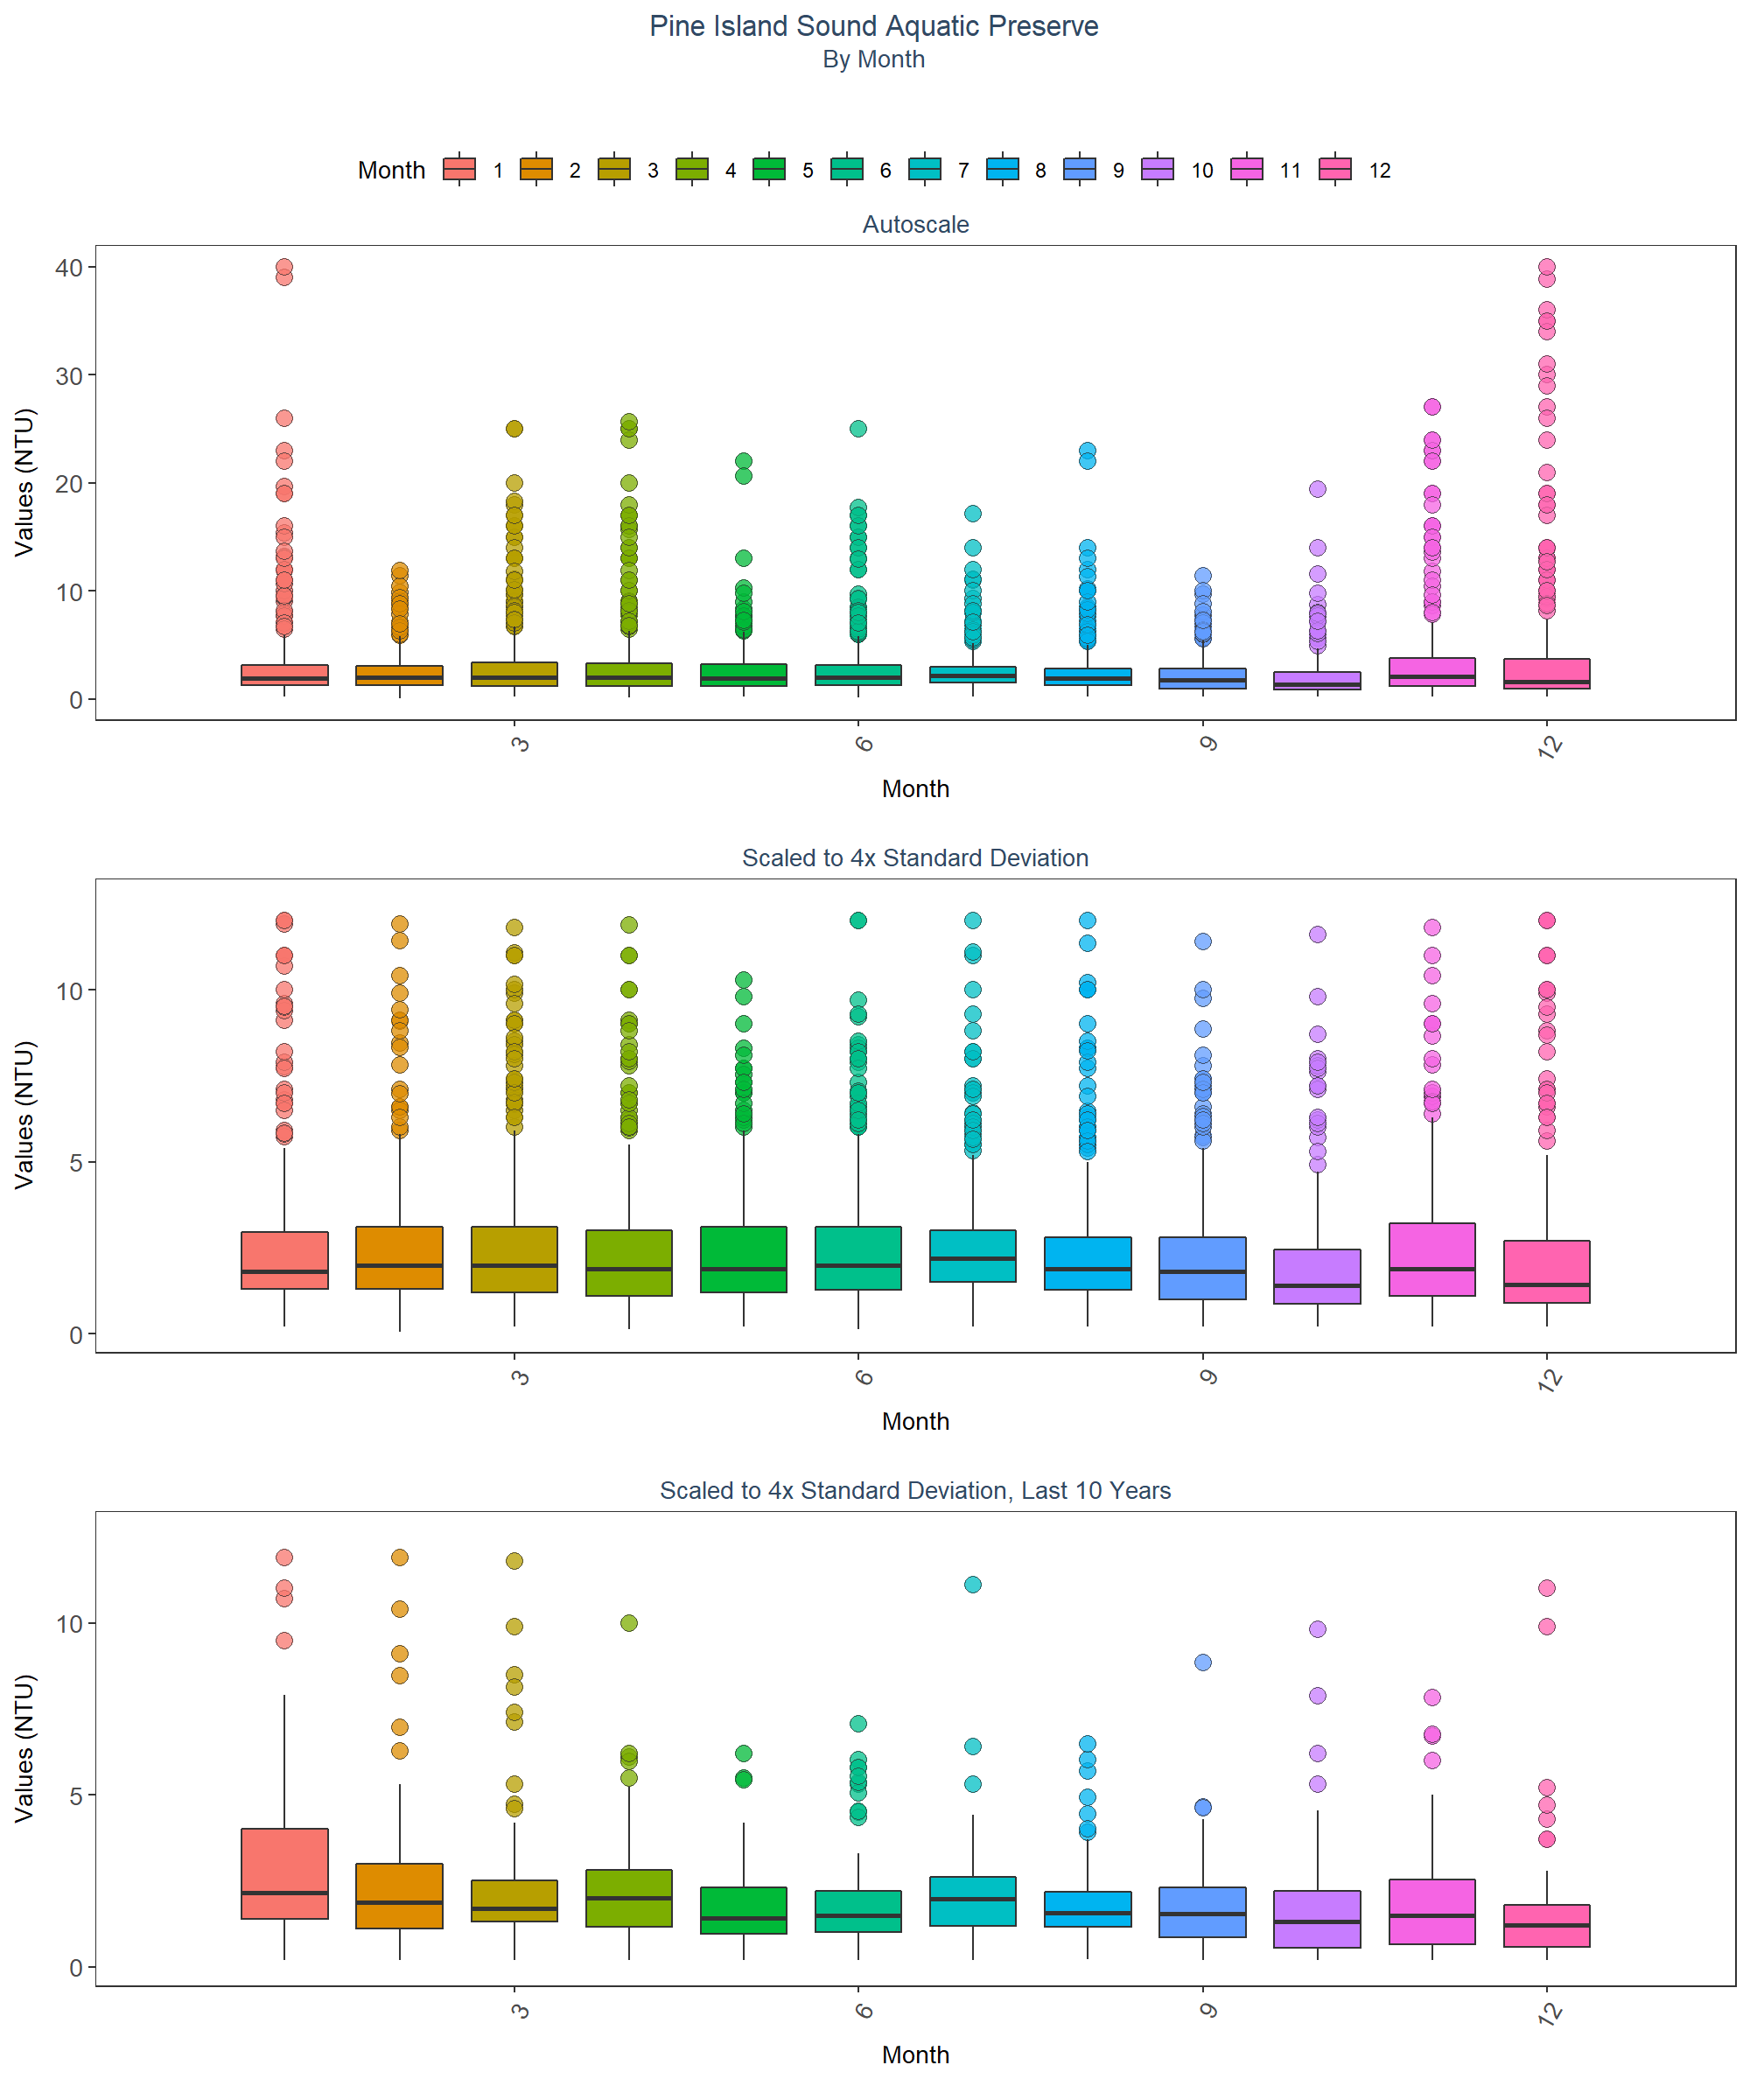 Pine Island Sound Aquatic Preserve
By Month
Month 1 2 3 4 5 6 7 8 9 10 11 12
Autoscale
Values (NTU)
40
30
20
10
0
3 6 9 12
Month
Scaled to 4x Standard Deviation
Values (NTU)
10
5
0
3 6 9 12
Month
Scaled to 4x Standard Deviation, Last 10 Years
Values (NTU)
10
5
0
3 6 9 12
Month